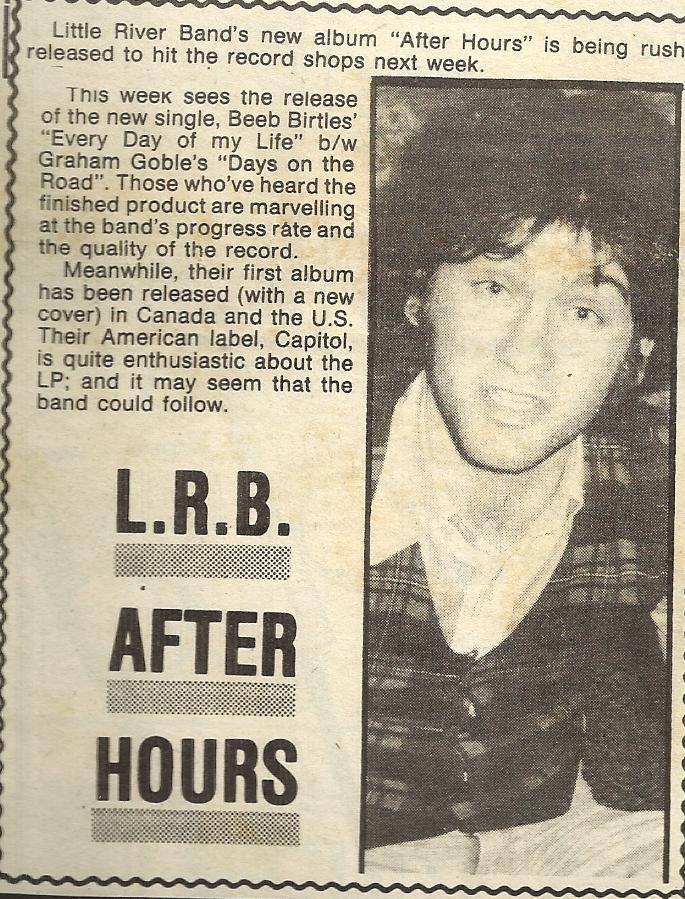 Little River Band's new album "After Hours" is being rush
released to hit the record shops next week.
This week sees the release
of the new single, Beeb Birtles'
"Every Day of my Life" b/w
Graham Goble's "Days on the
Road". Those who've heard the
finished product are marvelling
at the band's progress rate and
the quality of the record.
Meanwhile, their first album
has been released (with a new
cover) in Canada and the U.S.
Their American label, Capitol,
is quite enthusiastic about the
LP; and it may seem that the
band could follow.
L.R.B.
AFTER
HOURS